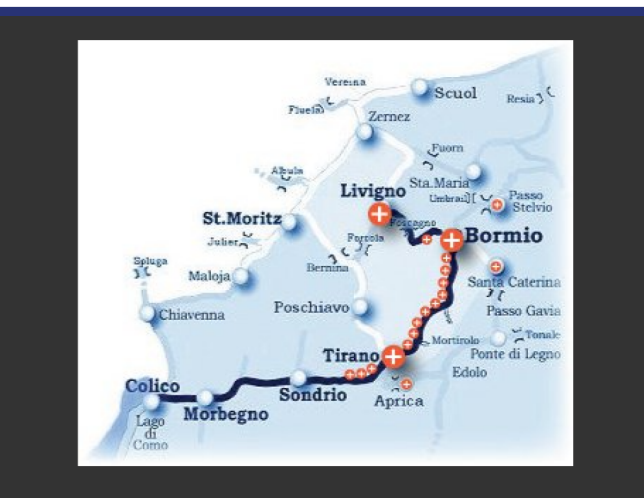 Vereina
Scuol
Resia
Fluela
Zernez
Fuorn
Albula
Sta.Maria
Livigno
Umbrail
Passo
Stelvio
St.Moritz
Foscagno
Bormio
Julier
Forcola
Spluga
Bernina
Maloja
Santa Caterina
Poschiavo
Passo Gavia
Chiavenna
Mortirolo
Tonale
Tirano
Ponte di Legno
Edolo
Colico
Sondrio
Aprica
Morbegno
Lago
di
Como